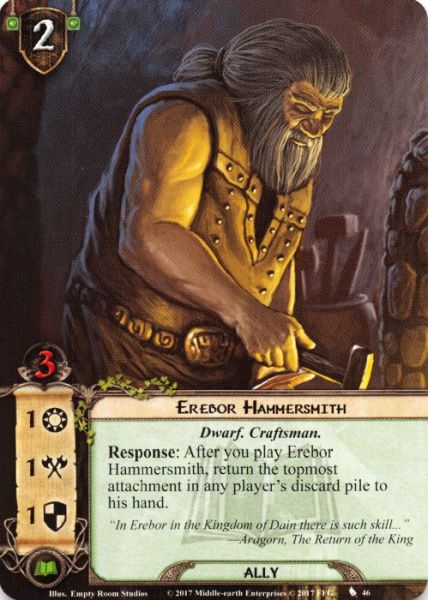 2
3
1
1
1
Erebor Hammersmith
Dwarf. Craftsman.
Response: After you play Erebor
Hammersmith, return the topmost
attachment in any player's discard pile to
his hand.
"In Erebor in the Kingdom of Dain there is such skill..."
—Aragorn, The Return of the King
ALLY
Illus. Empty Room Studios © 2017 Middle-earth Enterprises © 2017 FFG 46